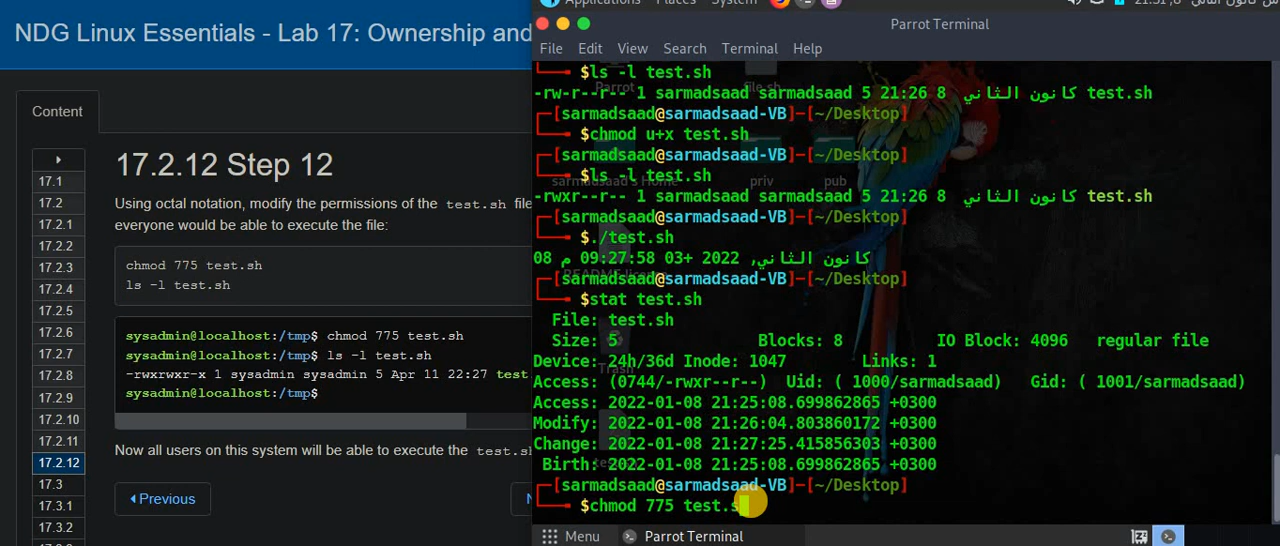 NDG Linux Essentials - Lab 17: Ownership and
Content
17.1
17.2
17.2.1
17.2.2
17.2.3
17.2.4
17.2.5
17.2.6
17.2.7
17.2.8
17.2.9
17.2.10
17.2.11
17.2.12
17.3
17.3.1
17.3.2
17.2.12 Step 12
Using octal notation, modify the permissions of the test.sh file
everyone would be able to execute the file:
chmod 775 test.sh
ls -l test.sh
sysadmin@localhost:/tmp$ chmod 775 test.sh
sysadmin@localhost:/tmp$ ls -l test.sh
-rwxrwxr-x 1 sysadmin sysadmin 5 Apr 11 22:27 test
sysadmin@localhost:/tmp$
Now all users on this system will be able to execute the
Previous
Applications Places System
Parrot Terminal
File Edit View Search Terminal Help
$ls -l test.sh
-rw-r--r-- 1 sarmadsaad sarmadsaad 5 21:26 8 كانون الثاني test.sh
[sarmadsaad@sarmadsaad-VB]-[~/Desktop]
$chmod u+x test.sh
[sarmadsaad@sarmadsaad-VB]-[~/Desktop]
$ls -l test.sh
-rwxr--r-- 1 sarmadsaad sarmadsaad 5 21:26 8 كانون الثاني test.sh
[sarmadsaad@sarmadsaad-VB]-[~/Desktop]
$./test.sh
كانون الثاني, 2022 +03 09:27:58 م 08
[sarmadsaad@sarmadsaad-VB]-[~/Desktop]
$stat test.sh
File: test.sh
Size: 5 Blocks: 8 IO Block: 4096 regular file
Device: 24h/36d Inode: 1047 Links: 1
Access: (0744/-rwxr--r--) Uid: ( 1000/sarmadsaad) Gid: ( 1001/sarmadsaad)
Access: 2022-01-08 21:25:08.699862865 +0300
Modify: 2022-01-08 21:26:04.803860172 +0300
Change: 2022-01-08 21:27:25.415856303 +0300
Birth: 2022-01-08 21:25:08.699862865 +0300
[sarmadsaad@sarmadsaad-VB]-[~/Desktop]
$chmod 775 test.s
Parrot
file.sh
sarmadsaad's Home
priv
pub
Trash
Menu
Parrot Terminal